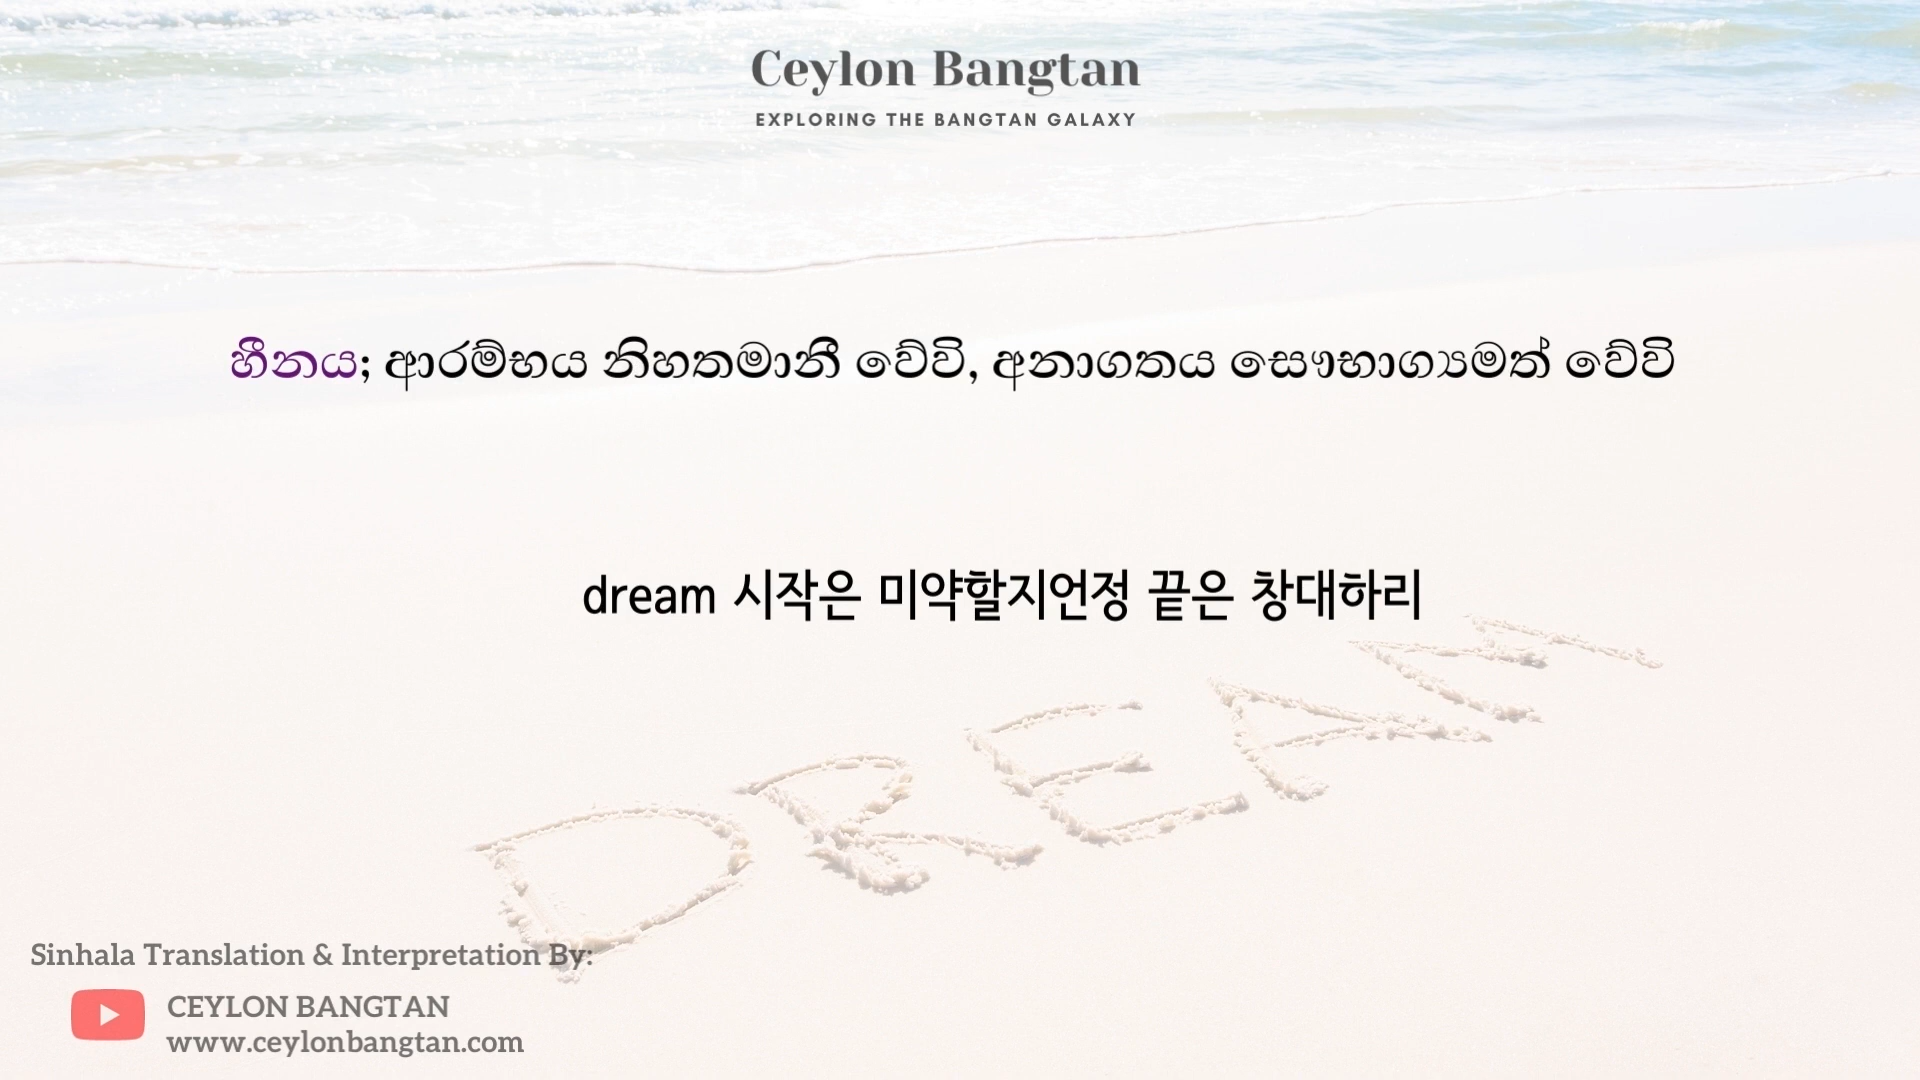 Ceylon Bangtan
EXPLORING THE BANGTAN GALAXY
හීනය; ආරම්භය නිහතමානී වේවි, අනාගතය සෞභාග්‍යමත් වේවි
dream 시작은 미약할지언정 끝은 창대하리
DREAM
Sinhala Translation & Interpretation By:
CEYLON BANGTAN
www.ceylonbangtan.com